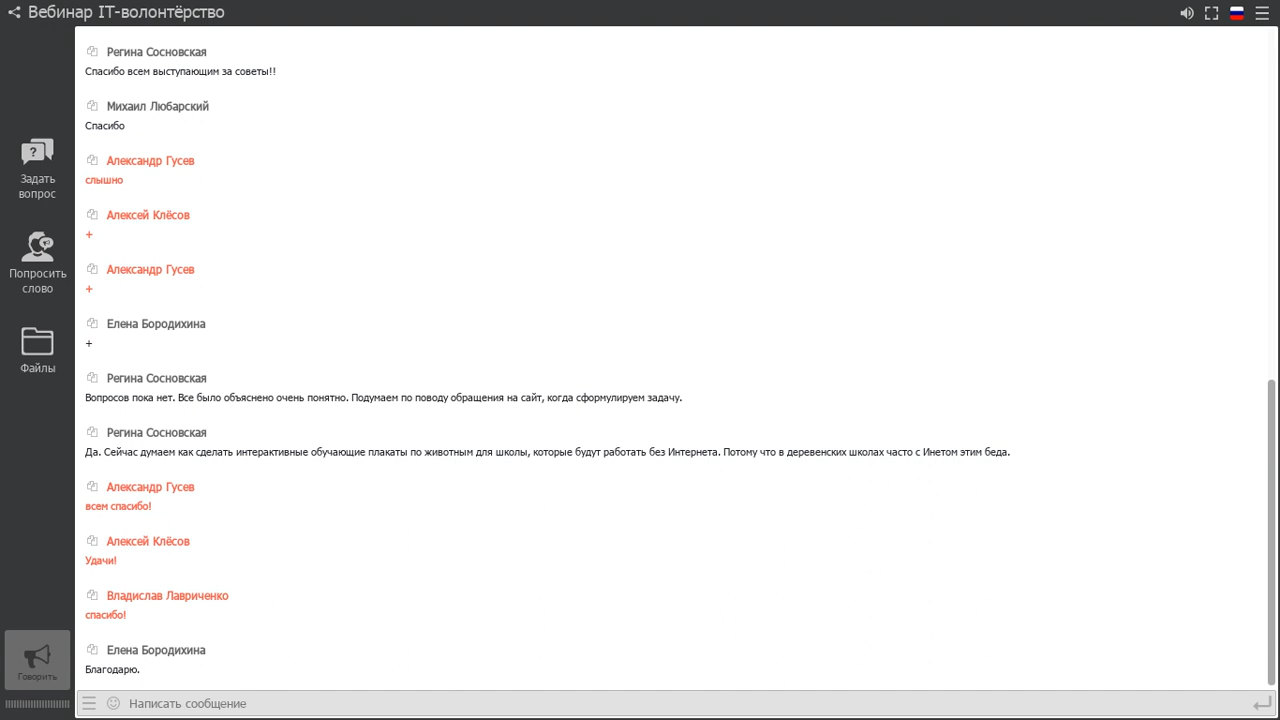 Вебинар IT-волонтёрство
Регина Сосновская
Спасибо всем выступающим за советы!!
Михаил Любарский
Спасибо
Александр Гусев
слышно
Алексей Клёсов
+
Александр Гусев
+
Елена Бородихина
+
Регина Сосновская
Вопросов пока нет. Все было объяснено очень понятно. Подумаем по поводу обращения на сайт, когда сформулируем задачу.
Регина Сосновская
Да. Сейчас думаем как сделать интерактивные обучающие плакаты по животным для школы, которые будут работать без Интернета. Потому что в деревенских школах часто с Инетом этим беда.
Александр Гусев
всем спасибо!
Алексей Клёсов
Удачи!
Владислав Лавриченко
спасибо!
Елена Бородихина
Благодарю.
Написать сообщение
Задать
вопрос
Попросить
слово
Файлы
Говорить